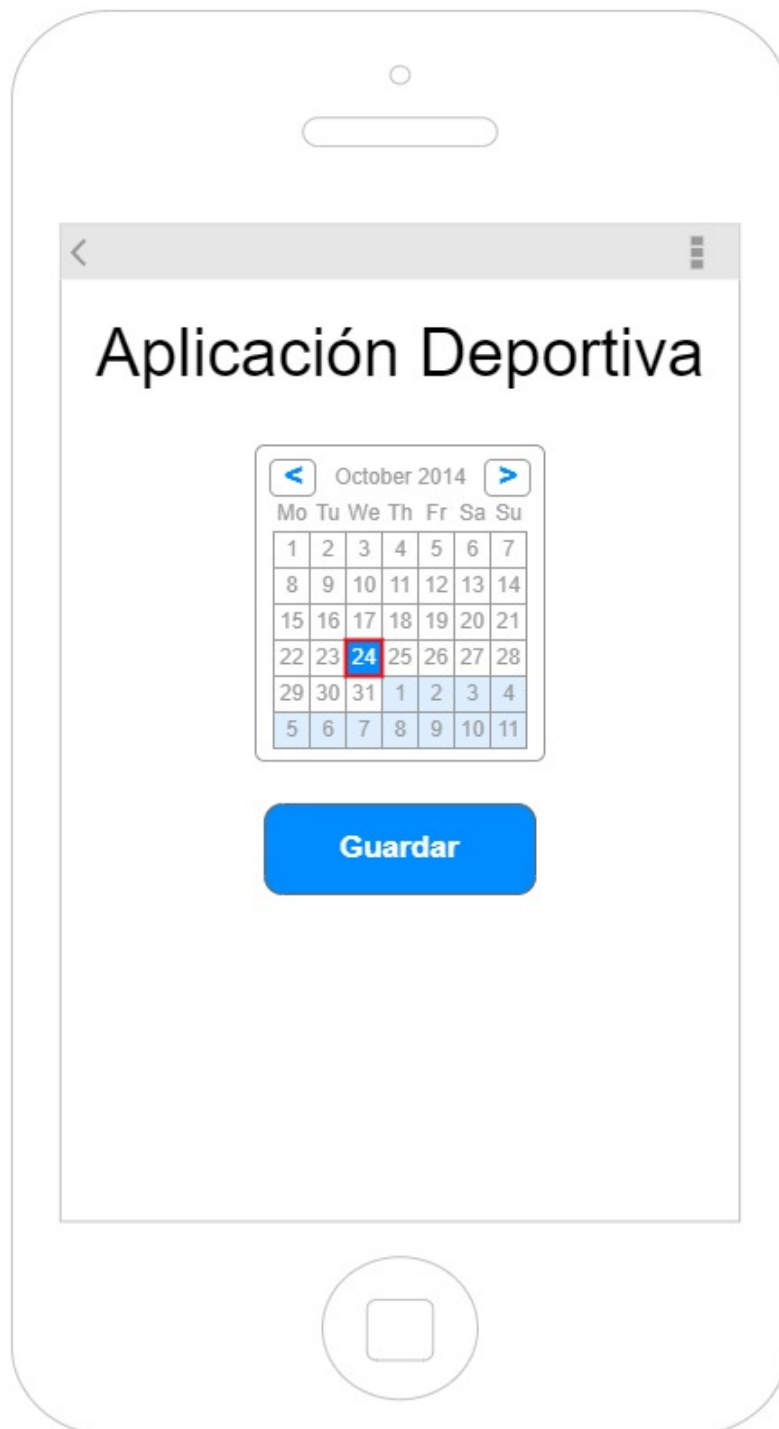 Aplicación Deportiva
< October 2014 >
Mo Tu We Th Fr Sa Su
1 2 3 4 5 6 7
8 9 10 11 12 13 14
15 16 17 18 19 20 21
22 23 24 25 26 27 28
29 30 31 1 2 3 4
5 6 7 8 9 10 11
Guardar